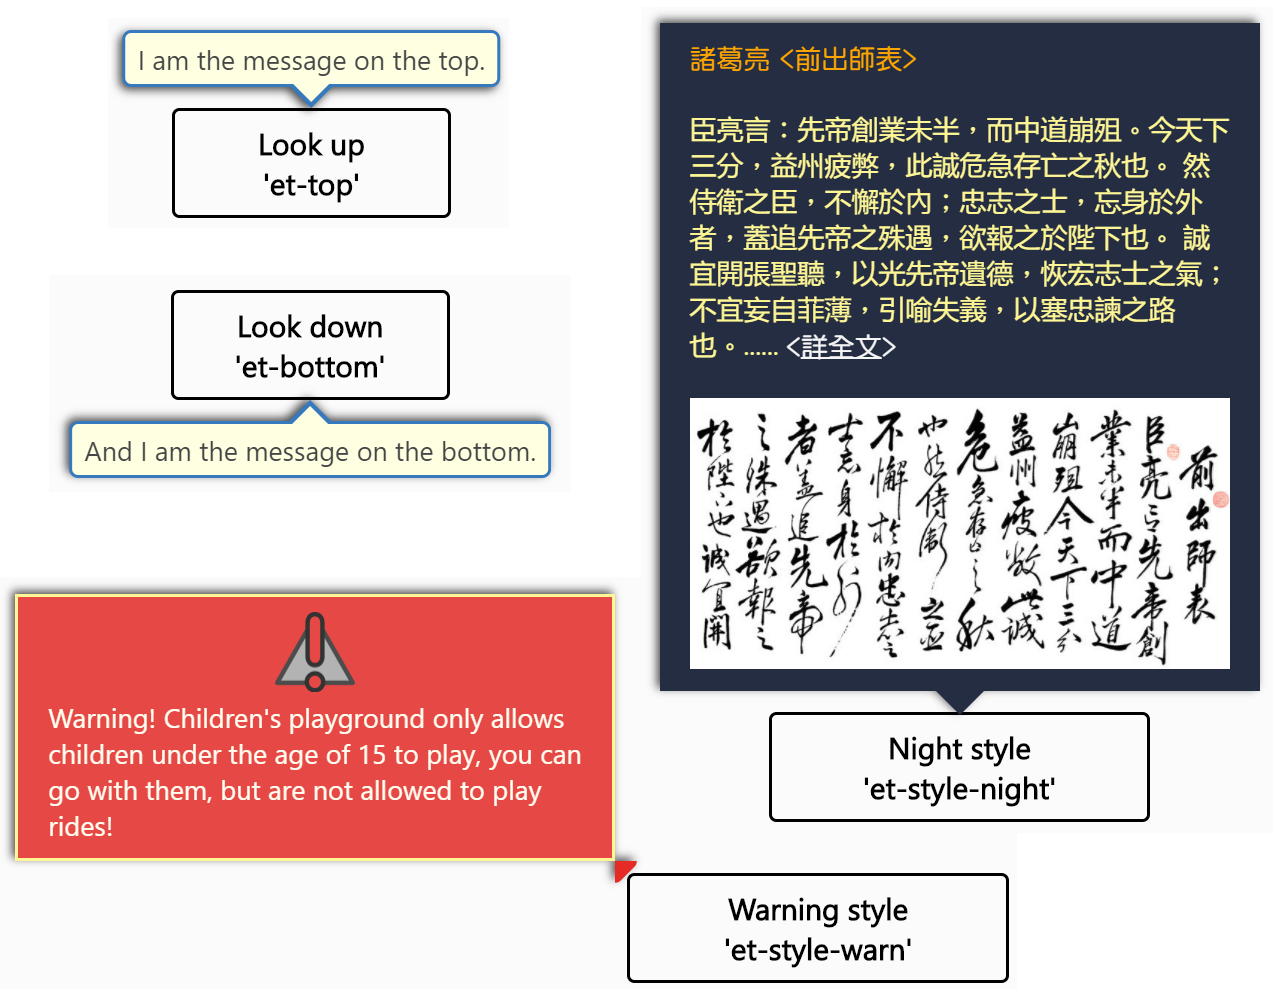 I am the message on the top.
Look up
'et-top'
Look down
'et-bottom'
And I am the message on the bottom.
Warning! Children's playground only allows
children under the age of 15 to play, you can
go with them, but are not allowed to play
rides!
諸葛亮 <前出師表>
臣亮言：先帝創業未半，而中道崩殂。今天下
三分，益州疲弊，此誠危急存亡之秋也。 然
侍衛之臣，不懈於內；忠志之士，忘身於外
者，蓋追先帝之殊遇，欲報之於陛下也。 誠
宜開張聖聽，以光先帝遺德，恢宏志士之氣；
不宜妄自菲薄，引喻失義，以塞忠諫之路
也。...... <詳全文>
前出師表
臣亮言先帝創
業未半而中道
崩殂今天下三分
益州疲敝此誠
危急存亡之秋
也然侍衛之臣
不懈於內忠志之
士忘身於外
者蓋追先帝
之殊遇欲報之
於陛下也誠宜開
Night style
'et-style-night'
Warning style
'et-style-warn'